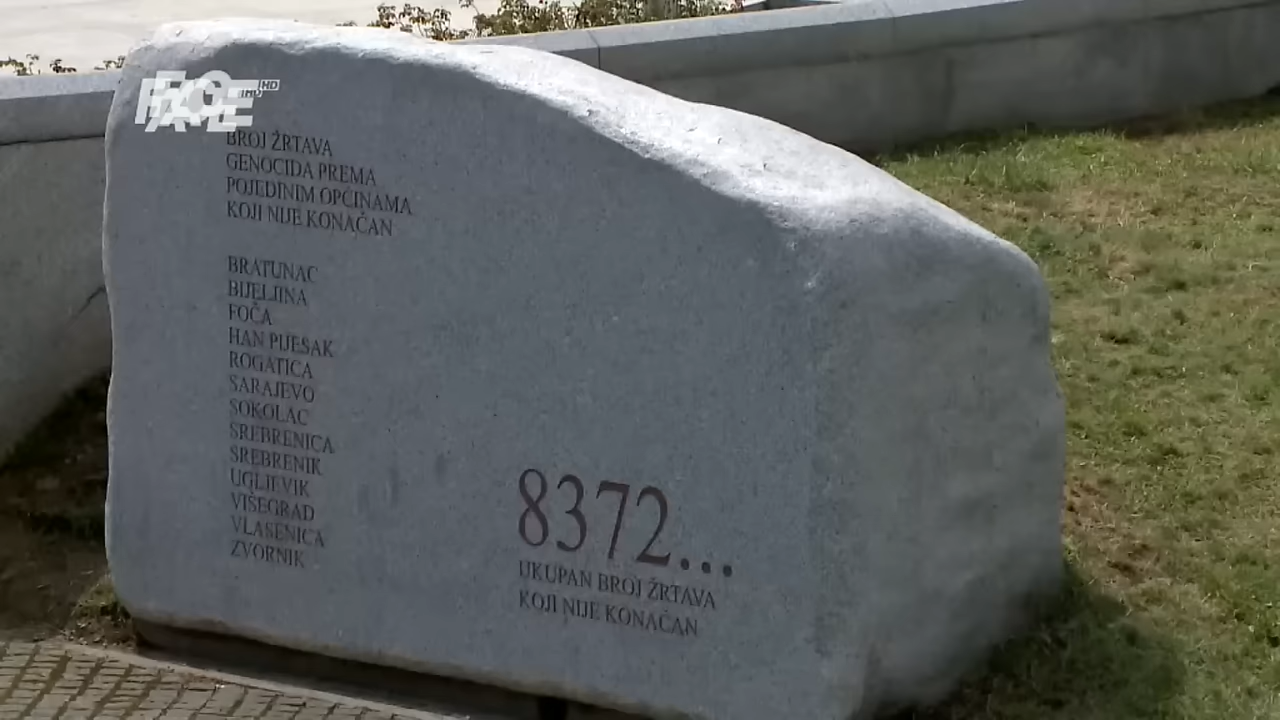 FACE HD
BROJ ŽRTAVA
GENOCIDA PREMA
POJEDINIM OPĆINAMA
KOJI NIJE KONAČAN
BRATUNAC
BIJELJINA
FOČA
HAN PIJESAK
ROGATICA
SARAJEVO
SOKOLAC
SREBRENICA
SREBRENIK
UGLJEVIK
VIŠEGRAD
VLASENICA
ZVORNIK
8372...
UKUPAN BROJ ŽRTAVA
KOJI NIJE KONAČAN